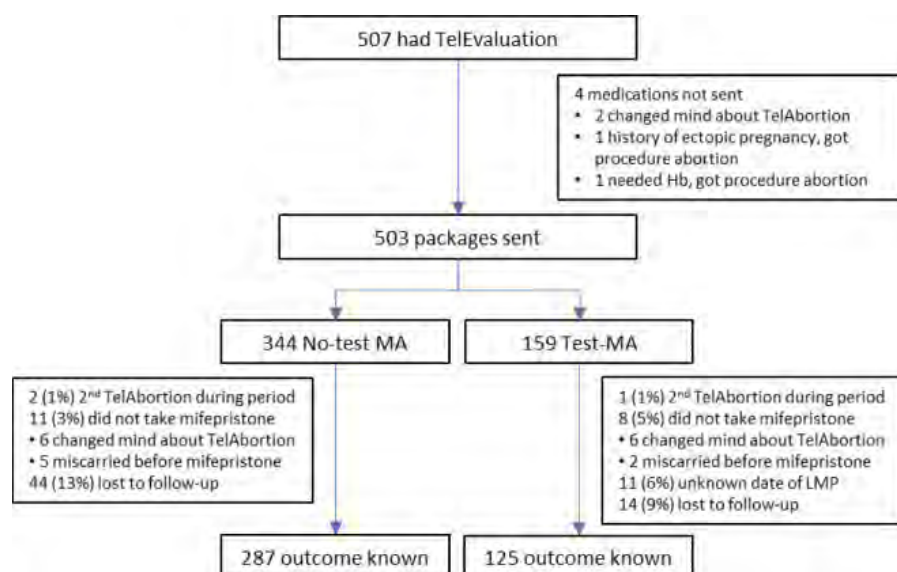 507 had TelEvaluation
4 medications not sent
• 2 changed mind about TelAbortion
• 1 history of ectopic pregnancy, got
procedure abortion
• 1 needed Hb, got procedure abortion
503 packages sent
344 No-test MA
159 Test-MA
2 (1%) 2nd TelAbortion during period
11 (3%) did not take mifepristone
• 6 changed mind about TelAbortion
• 5 miscarried before mifepristone
44 (13%) lost to follow-up
1 (1%) 2nd TelAbortion during period
8 (5%) did not take mifepristone
• 6 changed mind about TelAbortion
• 2 miscarried before mifepristone
11 (6%) unknown date of LMP
14 (9%) lost to follow-up
287 outcome known
125 outcome known